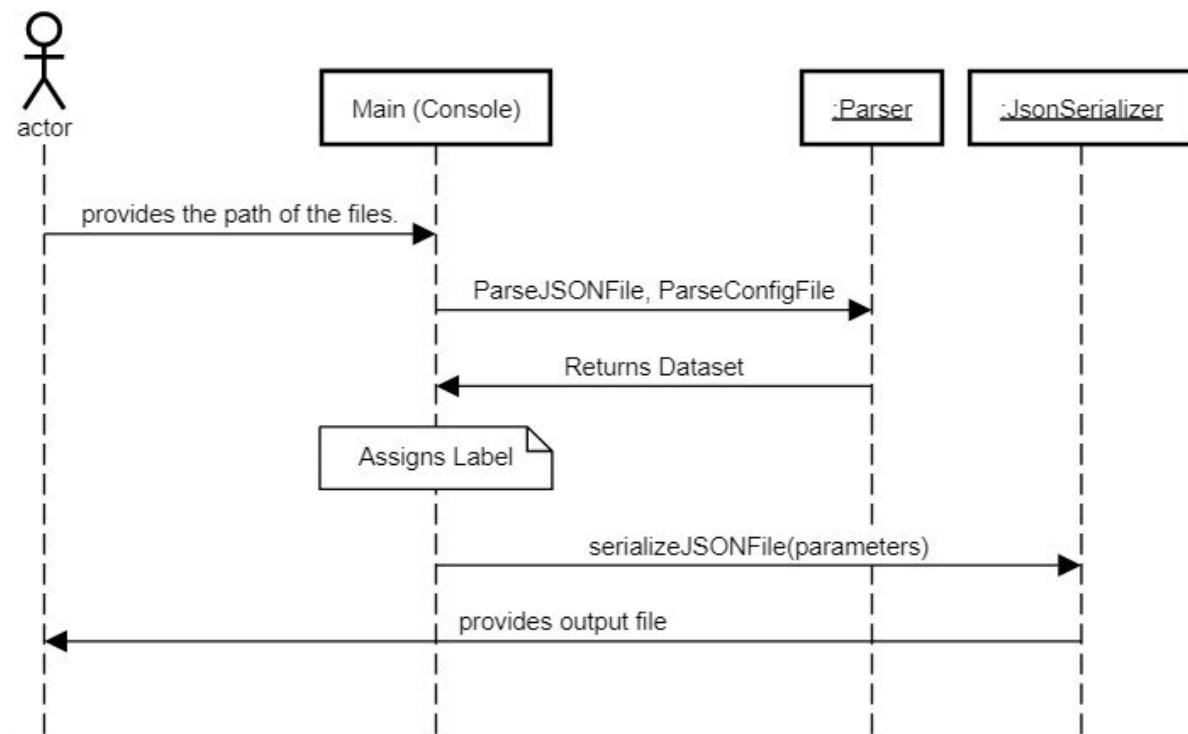 actor
Main (Console)
:Parser
:JsonSerializer
provides the path of the files.
ParseJSONFile, ParseConfigFile
Returns Dataset
Assigns Label
serializeJSONFile(parameters)
provides output file